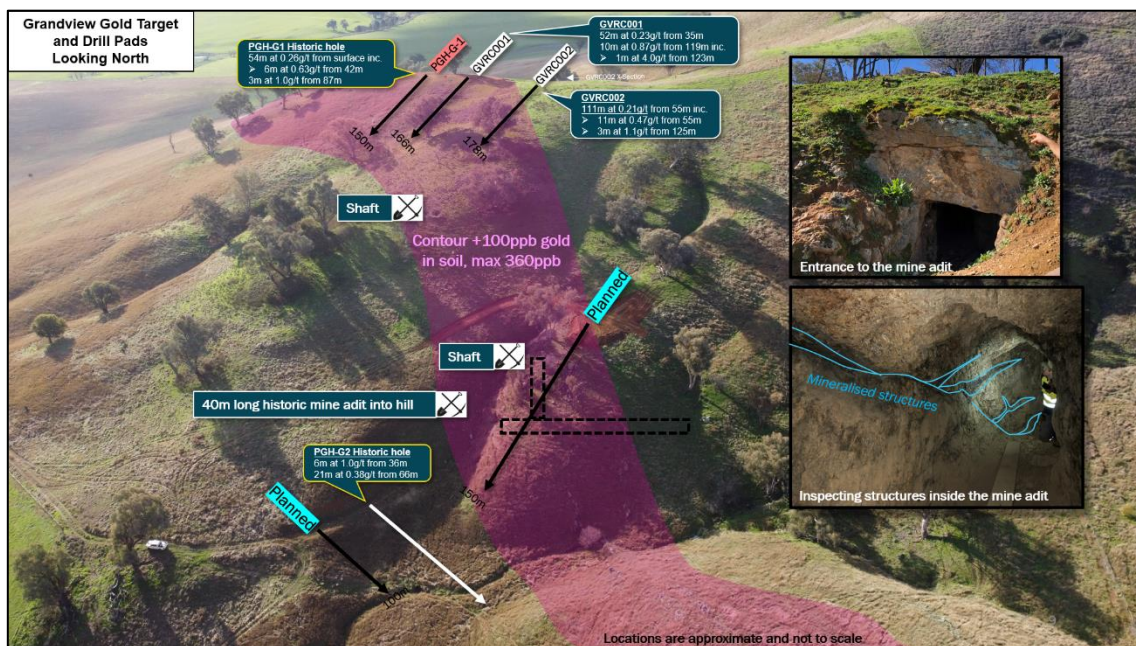 Grandview Gold Target
and Drill Pads
Looking North
PGH-G1 Historic hole
54m at 0.26g/t from surface inc.
➢ 6m at 0.63g/t from 42m
3m at 1.0g/t from 87m
PGH-G-1
GVRC001
GVRC002
GVRC001
52m at 0.23g/t from 35m
10m at 0.87g/t from 119m inc.
➢ 1m at 4.0g/t from 123m
GVRC002 X-Section
GVRC002
111m at 0.21g/t from 55m inc.
➢ 11m at 0.47g/t from 55m
➢ 3m at 1.1g/t from 125m
150m
166m
178m
Shaft
Contour +100ppb gold
in soil, max 360ppb
Planned
Shaft
40m long historic mine adit into hill
PGH-G2 Historic hole
6m at 1.0g/t from 36m
21m at 0.38g/t from 66m
150m
Planned
100m
Entrance to the mine adit
Mineralised structures
Inspecting structures inside the mine adit
Locations are approximate and not to scale